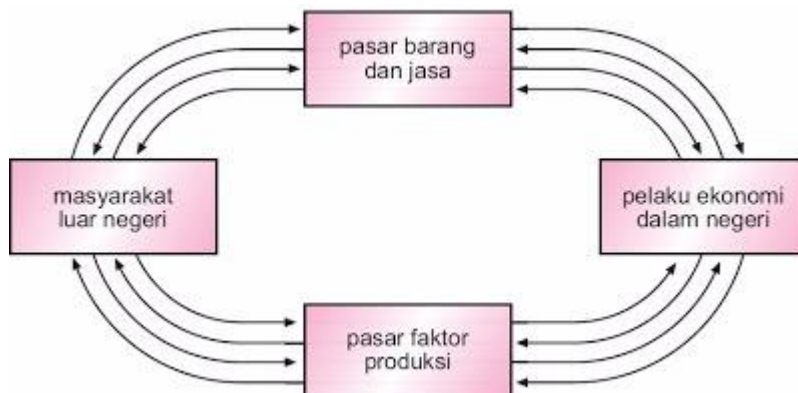 pasar barang
dan jasa
masyarakat
luar negeri
pelaku ekonomi
dalam negeri
pasar faktor
produksi